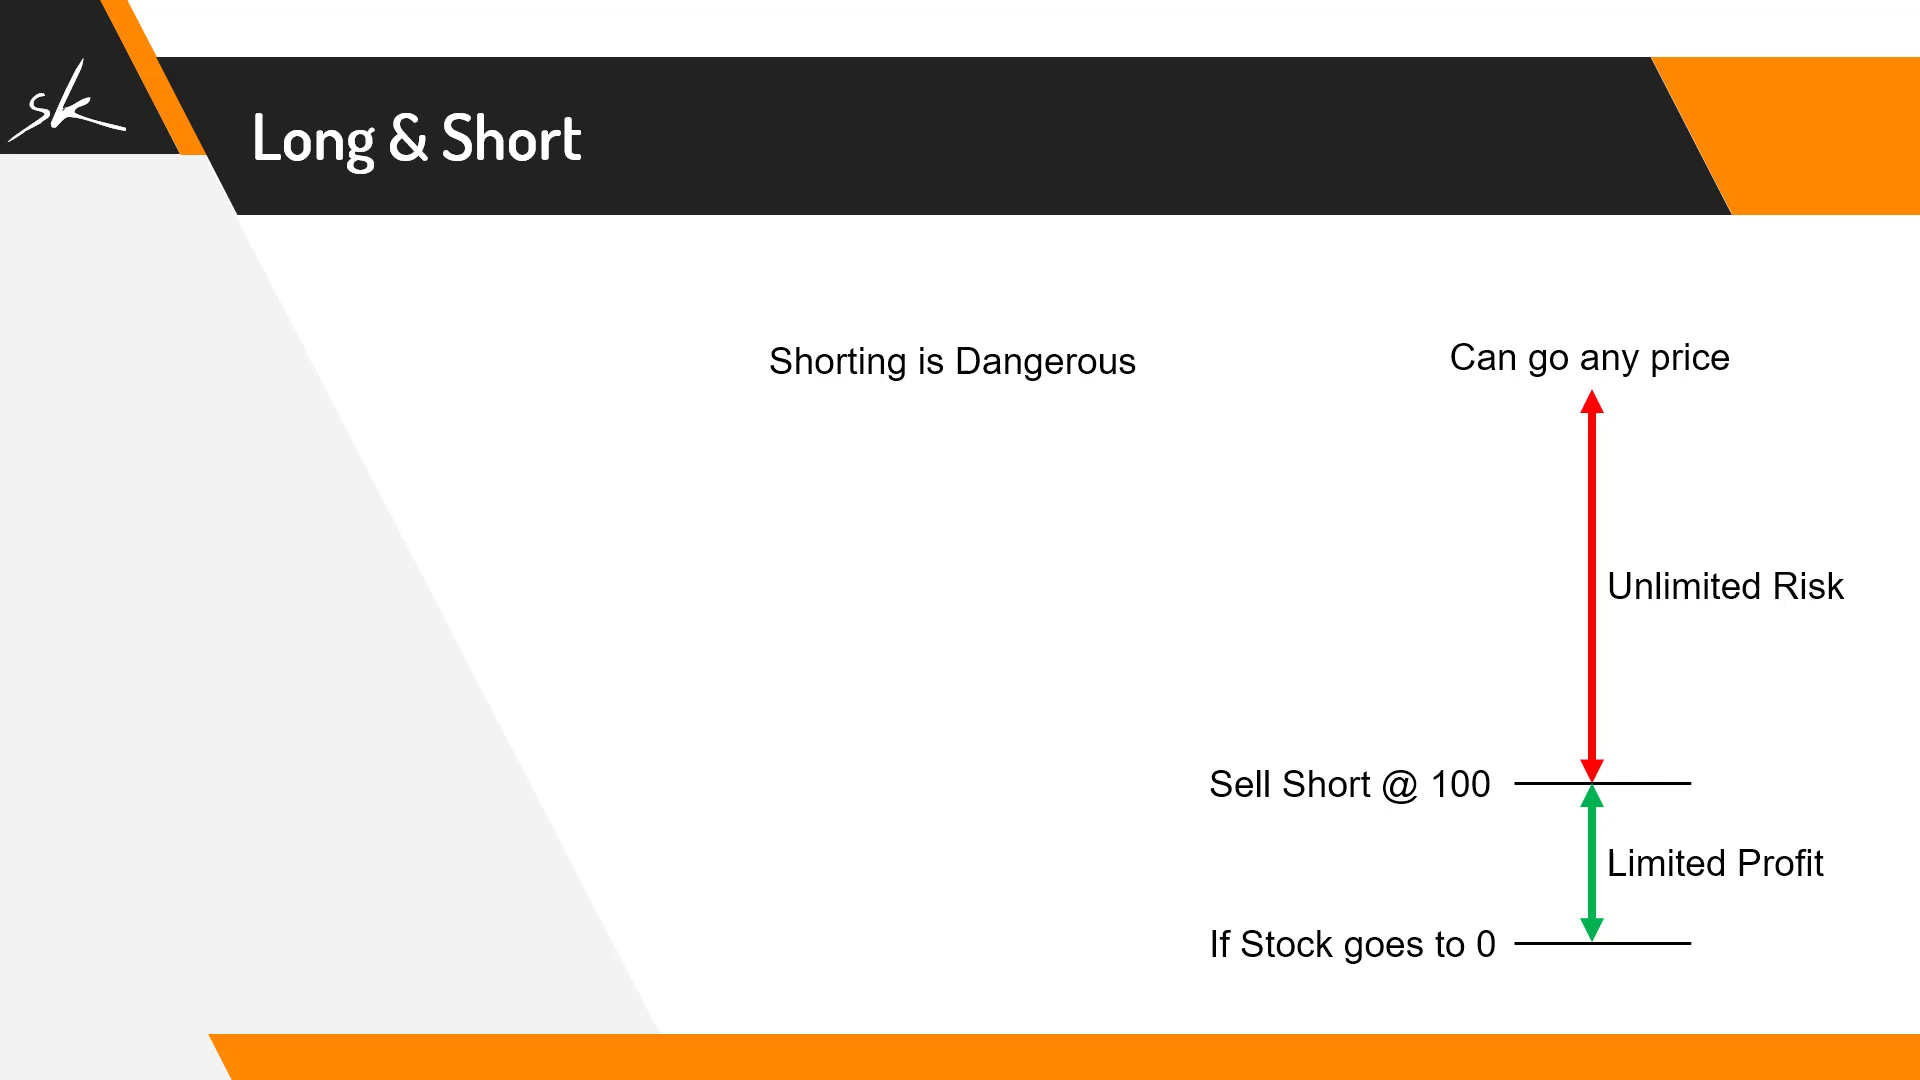 sk
Long & Short
Shorting is Dangerous
Can go any price
Unlimited Risk
Sell Short @ 100
Limited Profit
If Stock goes to 0